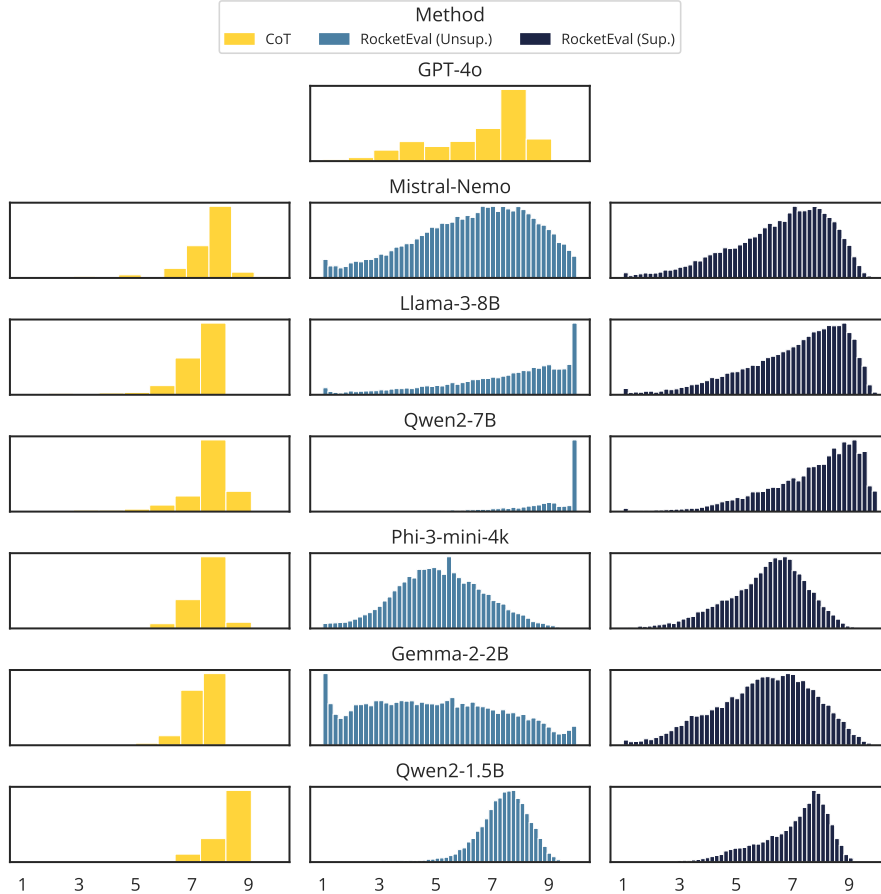 Method
CoT RocketEval (Unsup.) RocketEval (Sup.)
GPT-4o
Mistral-Nemo
Llama-3-8B
Qwen2-7B
Phi-3-mini-4k
Gemma-2-2B
Qwen2-1.5B
1 3 5 7 9 1 3 5 7 9 1 3 5 7 9